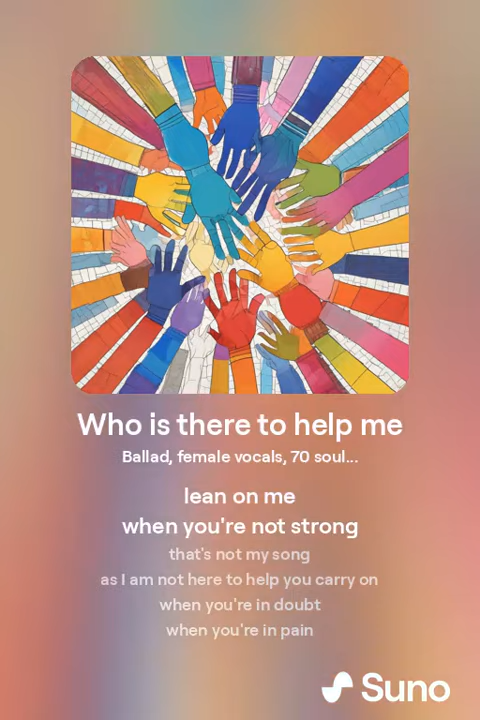 Who is there to help me
Ballad, female vocals, 70 soul...
lean on me
when you're not strong
that's not my song
as I am not here to help you carry on
when you're in doubt
when you're in pain
Suno